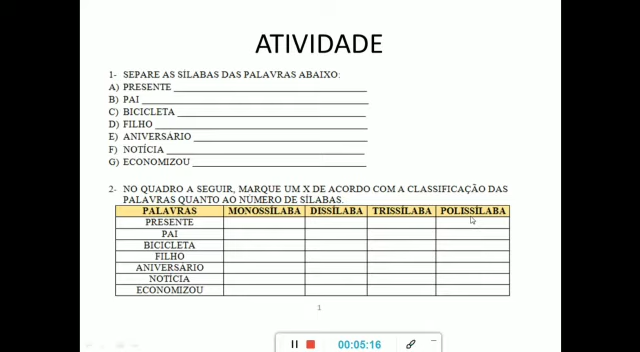 ATIVIDADE
1- SEPARE AS SÍLABAS DAS PALAVRAS ABAIXO:
A) PRESENTE
B) PAI
C) BICICLETA
D) FILHO
E) ANIVERSARIO
F) NOTÍCIA
G) ECONOMIZOU
2- NO QUADRO A SEGUIR, MARQUE UM X DE ACORDO COM A CLASSIFICAÇÃO DAS
PALAVRAS QUANTO AO NÚMERO DE SÍLABAS.
PALAVRAS MONOSSÍLABA DISSÍLABA TRISSÍLABA POLISSÍLABA
PRESENTE
PAI
BICICLETA
FILHO
ANIVERSARIO
NOTÍCIA
ECONOMIZOU
1
00:05:16